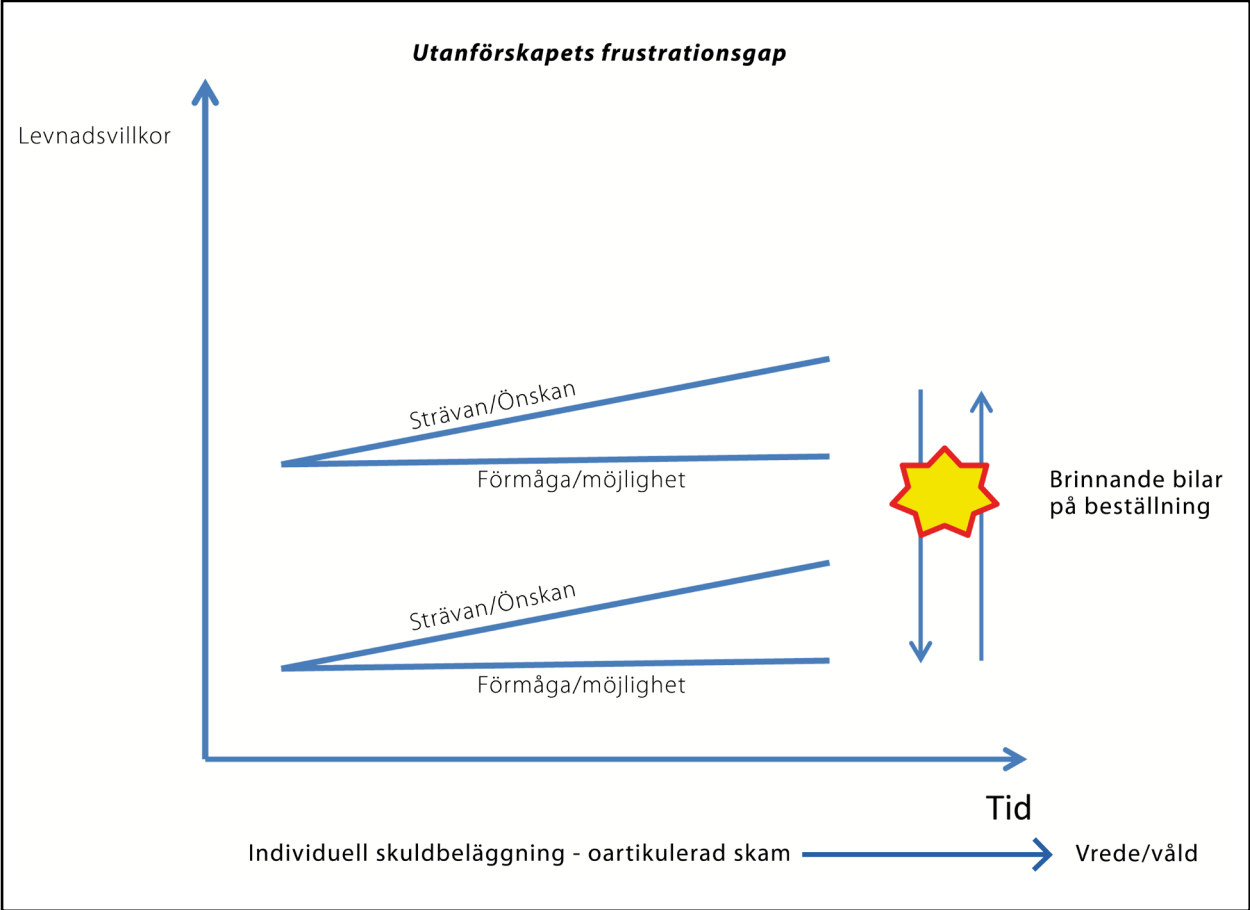 Utanförskapets frustrationsgap
Levnadsvillkor
Strävan/Önskan
Förmåga/möjlighet
Brinnande bilar
på beställning
Strävan/Önskan
Förmåga/möjlighet
Tid
Individuell skuldbeläggning - oartikulerad skam
Vrede/våld